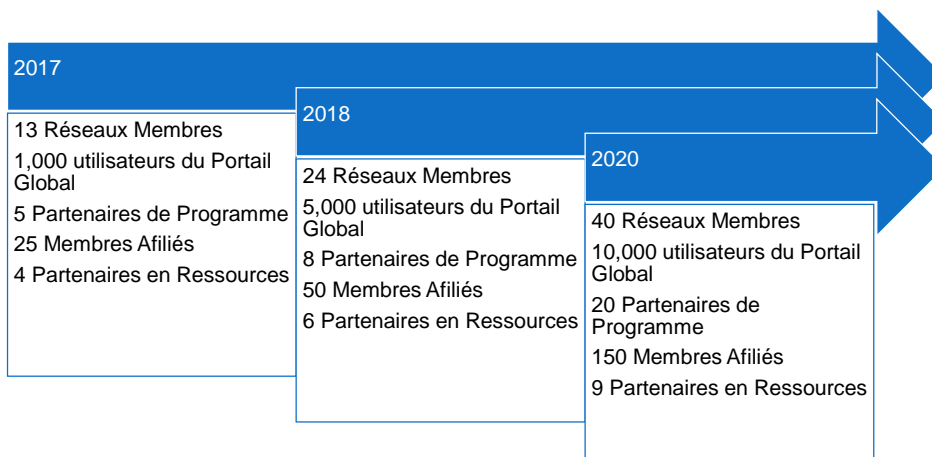 2017
13 Réseaux Membres
1,000 utilisateurs du Portail
Global
5 Partenaires de Programme
25 Membres Afiliés
4 Partenaires en Ressources
2018
24 Réseaux Membres
5,000 utilisateurs du Portail
Global
8 Partenaires de Programme
50 Membres Afiliés
6 Partenaires en Ressources
2020
40 Réseaux Membres
10,000 utilisateurs du Portail
Global
20 Partenaires de
Programme
150 Membres Afiliés
9 Partenaires en Ressources